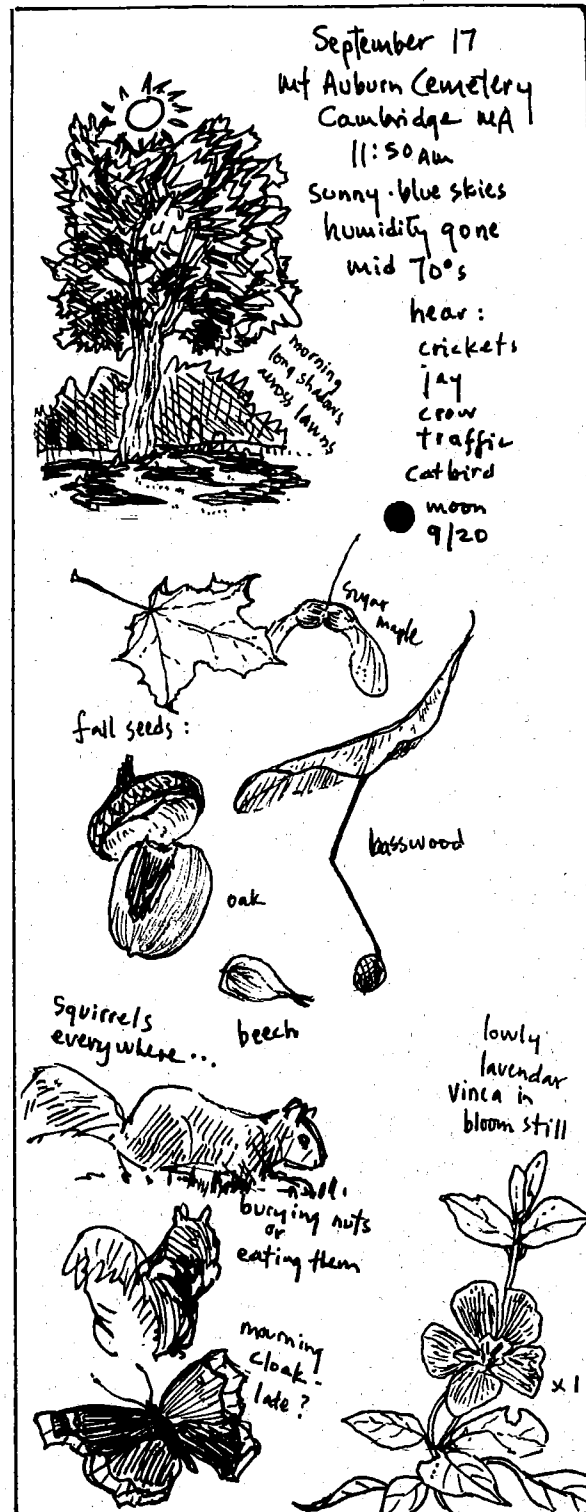 September 17
Mt Auburn Cemetery
Cambridge MA
11:50 AM
sunny·blue skies
humidity gone
mid 70°s
hear:
crickets
jay
crow
traffic
catbird
morning
long shadows
across lawns
moon
9/20
sugar
maple
fall seeds:
basswood
oak
beech
Squirrels
everywhere...
lowly
lavendar
vinca in
bloom still
burying nuts
or
eating them
mourning
cloak-
late?
x1